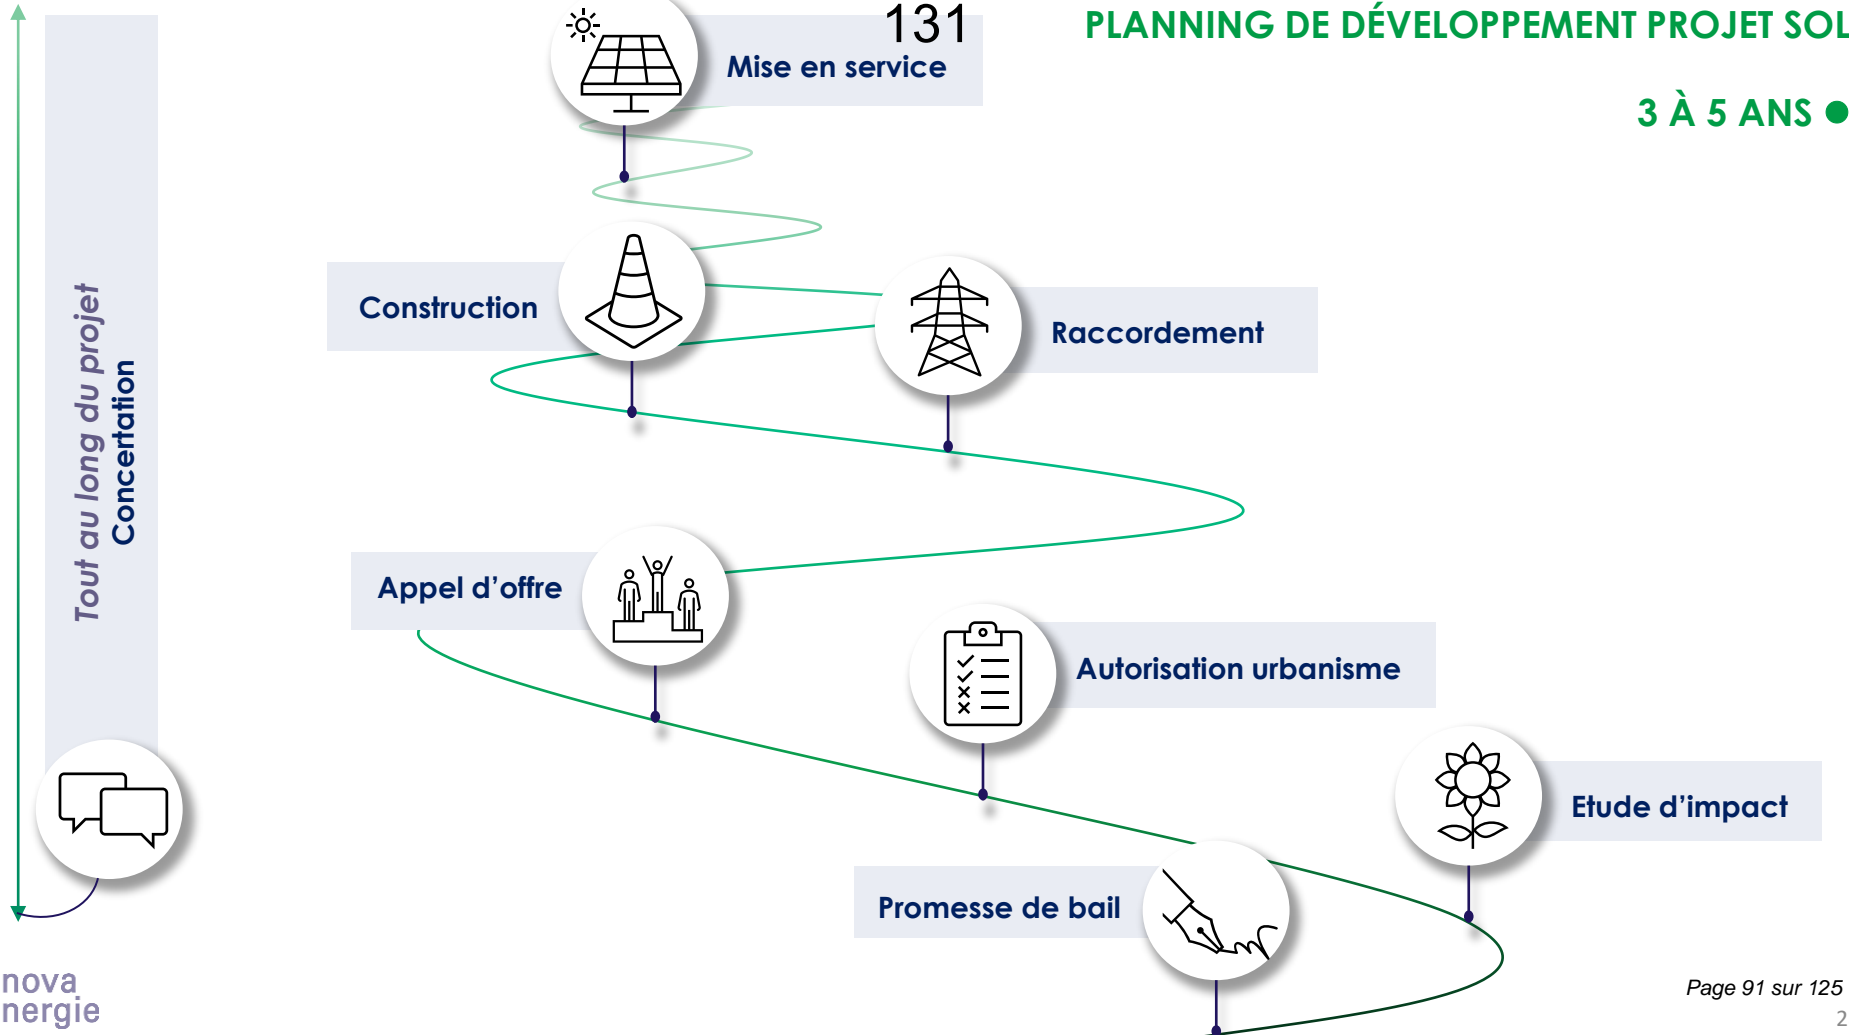 131
PLANNING DE DÉVELOPPEMENT PROJET SOL
Mise en service
3 À 5 ANS
Construction
Raccordement
Tout au long du projet
Concertation
Appel d’offre
Autorisation urbanisme
Etude d’impact
Promesse de bail
nova
nergie
Page 91 sur 125
2